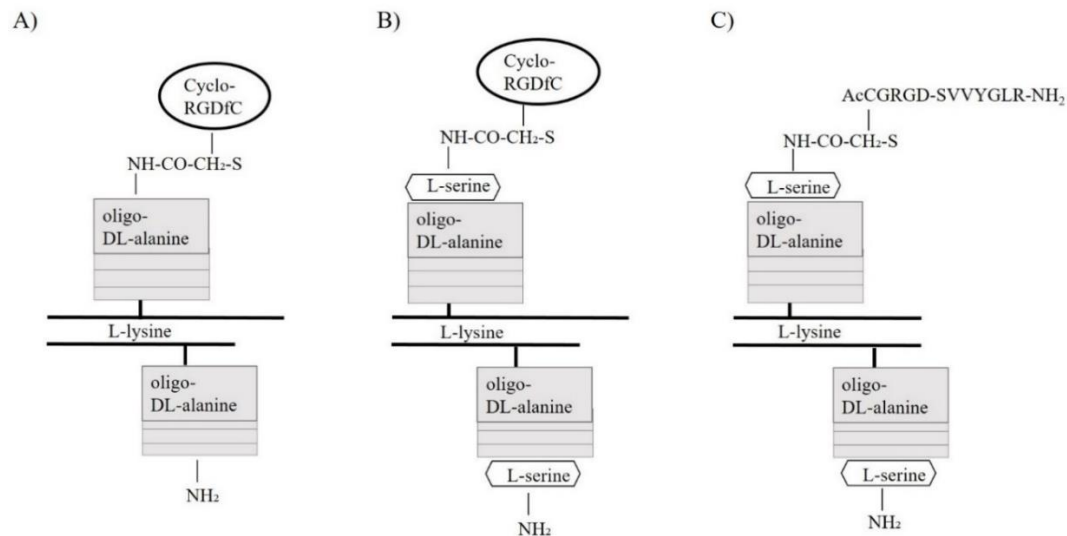 A)
Cyclo-
RGDfC
NH-CO-CH₂-S
oligo-
DL-alanine
L-lysine
oligo-
DL-alanine
NH₂
B)
Cyclo-
RGDfC
NH-CO-CH₂-S
L-serine
oligo-
DL-alanine
L-lysine
oligo-
DL-alanine
L-serine
NH₂
C)
AcCGRGD-SVVYGLR-NH₂
NH-CO-CH₂-S
L-serine
oligo-
DL-alanine
L-lysine
oligo-
DL-alanine
L-serine
NH₂